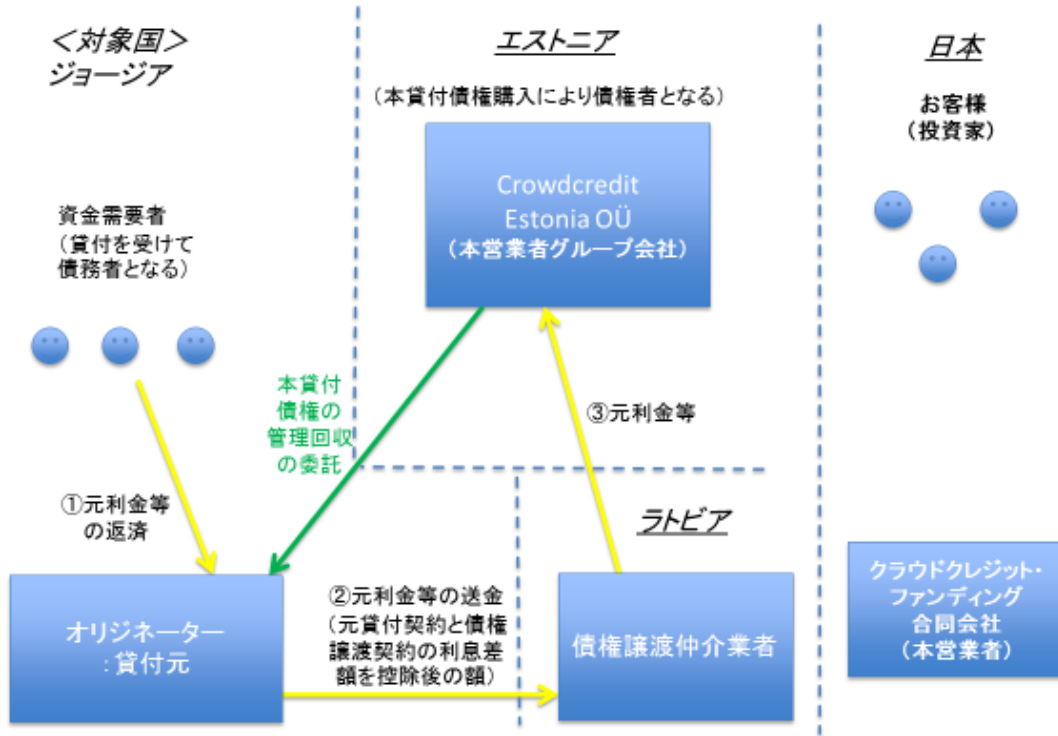 <対象国>
ジョージア
エストニア
日本
(本貸付債権購入により債権者となる)
お客様
(投資家)
Crowdcredit
Estonia OÜ
(本営業者グループ会社)
資金需要者
(貸付を受けて
債務者となる)
本貸付
債権の
管理回収
の委託
③元利金等
①元利金等
の返済
ラトビア
オリジネーター
:貸付元
②元利金等の送金
(元貸付契約と債権
譲渡契約の利息差
額を控除後の額)
債権譲渡仲介業者
クラウドクレジット・
ファンディング
合同会社
(本営業者)